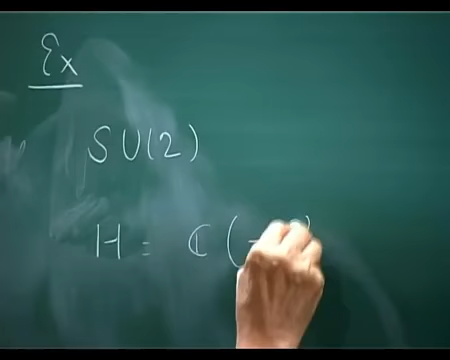 Ex
SU(2)
H = ℂ (